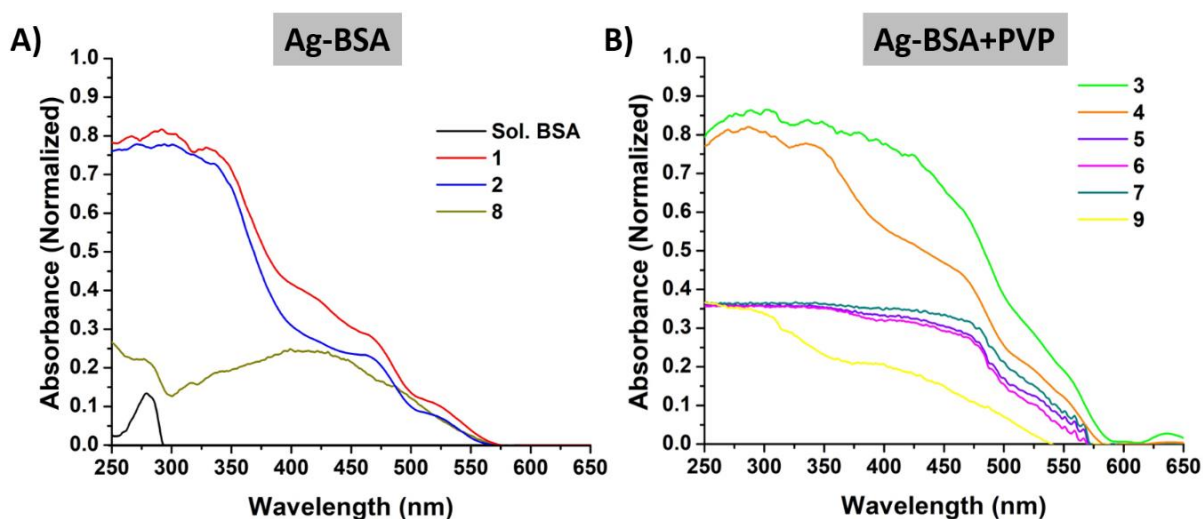 A)
Ag-BSA
Absorbance (Normalized)
1.0
0.9
0.8
0.7
0.6
0.5
0.4
0.3
0.2
0.1
0.0
250 300 350 400 450 500 550 600 650
Wavelength (nm)
Sol. BSA
1
2
8
B)
Ag-BSA+PVP
Absorbance (Normalized)
1.0
0.9
0.8
0.7
0.6
0.5
0.4
0.3
0.2
0.1
0.0
250 300 350 400 450 500 550 600 650
Wavelength (nm)
3
4
5
6
7
9